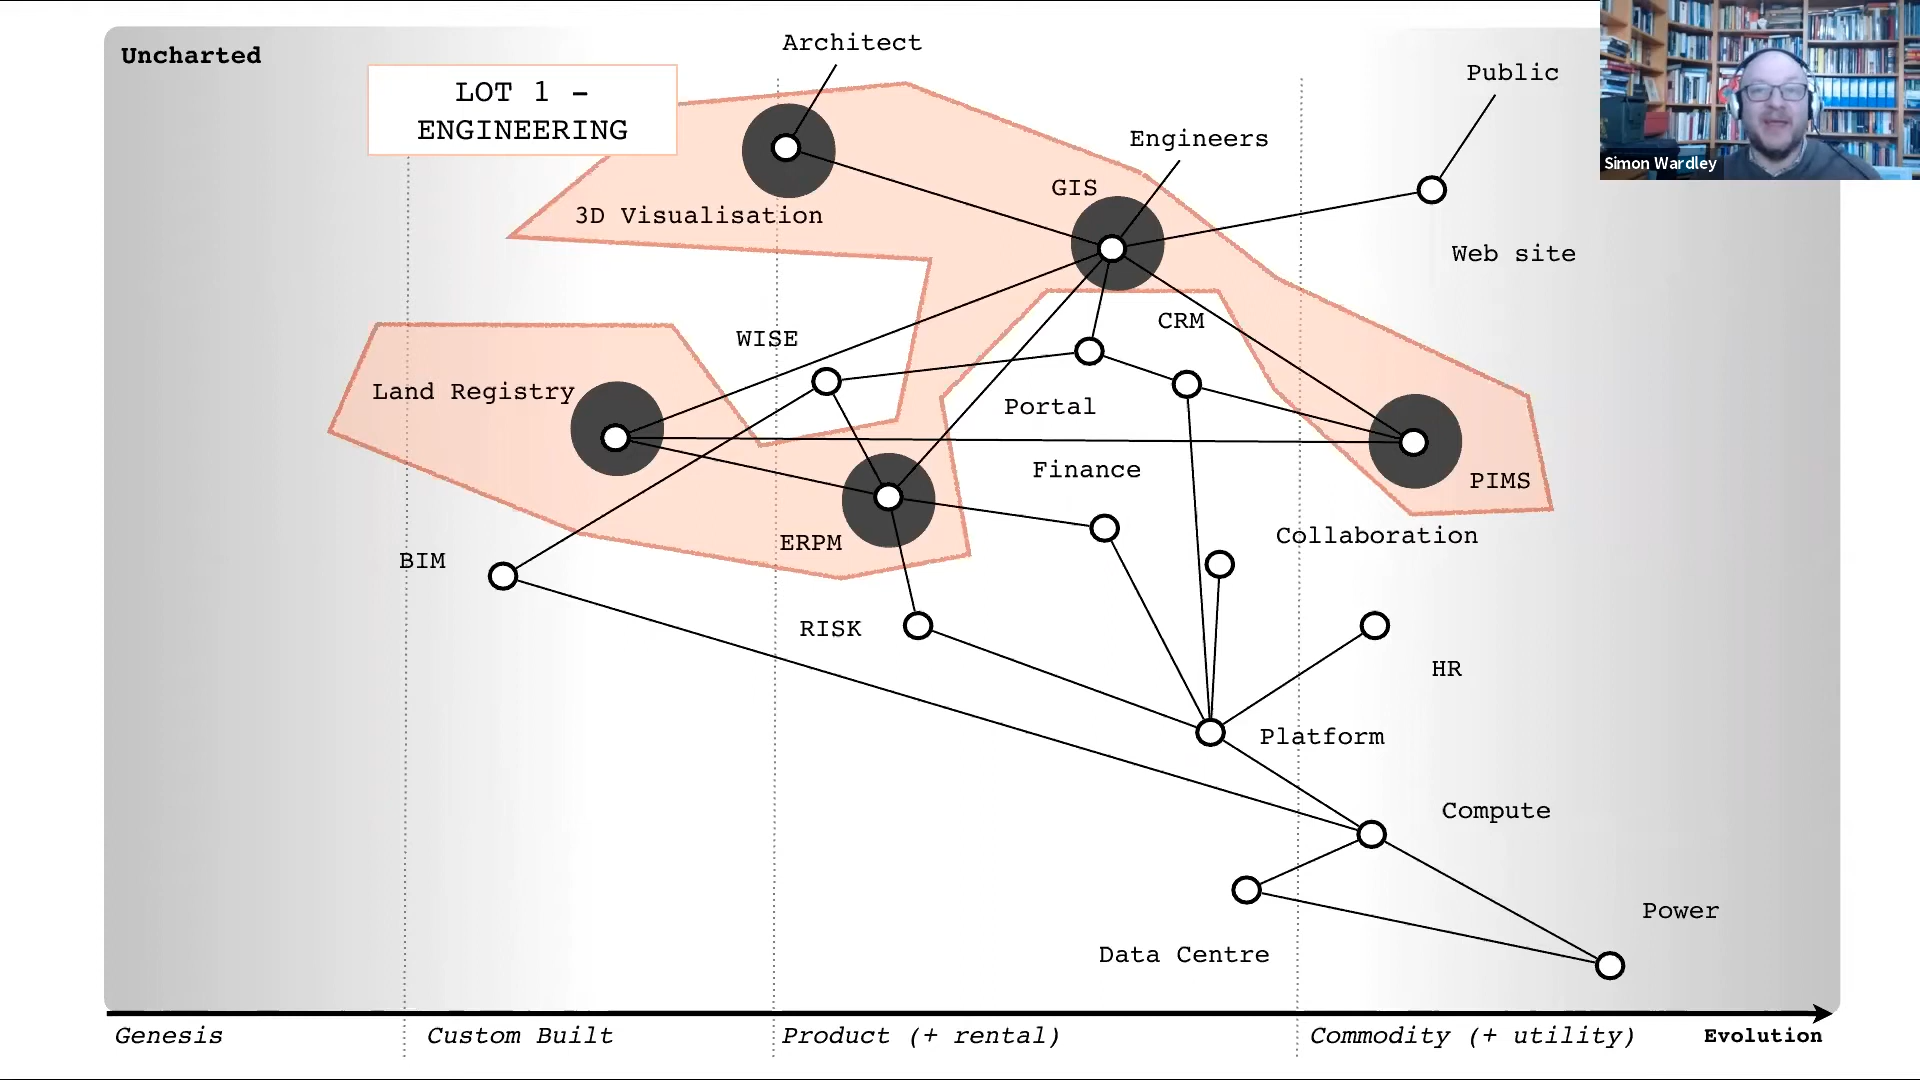 Architect
Uncharted
Public
LOT 1 –
ENGINEERING
Engineers
Simon Wardley
GIS
3D Visualisation
Web site
CRM
WISE
Land Registry
Portal
Finance
PIMS
Collaboration
ERPM
BIM
RISK
HR
Platform
Compute
Power
Data Centre
Genesis
Custom Built
Product (+ rental)
Commodity (+ utility)
Evolution